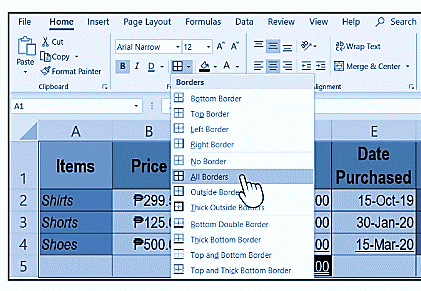 File Home Insert Page Layout Formulas Data Review View Help Search
Cut
Copy
Paste
Format Painter
Clipboard
Arial Narrow 12 A A
B I D A
Wrap Text
Merge & Center
A1
Borders
Bottom Border
Top Border
Left Border
Right Border
No Border
All Borders
Outside Borders
Thick Outside Borders
Bottom Double Border
Thick Bottom Border
Top and Bottom Border
Top and Thick Bottom Border
A B E
1 Items Price Date Purchased
2 Shirts ₱299. 00 15-Oct-19
3 Shorts ₱125. 00 30-Jan-20
4 Shoes ₱500. 00 15-Mar-20
5 00